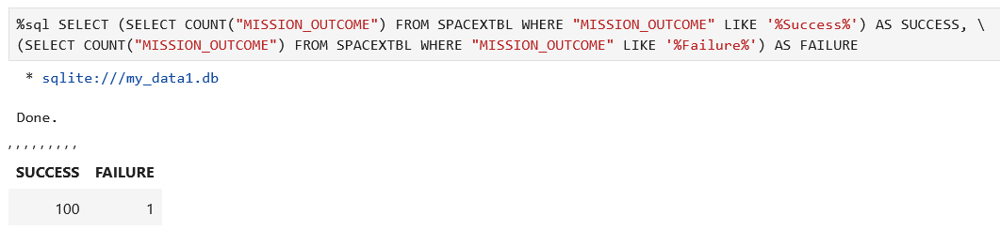 %sql SELECT (SELECT COUNT("MISSION_OUTCOME") FROM SPACEXTBL WHERE "MISSION_OUTCOME" LIKE '%Success%') AS SUCCESS, \
(SELECT COUNT("MISSION_OUTCOME") FROM SPACEXTBL WHERE "MISSION_OUTCOME" LIKE '%Failure%') AS FAILURE
* sqlite:///my_data1.db
Done.
,,,,,,,,,
SUCCESS FAILURE
100 1